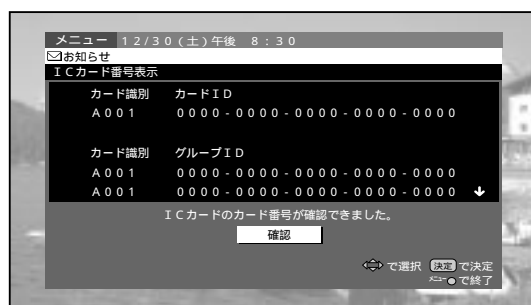 メニュー 12/30(土)午後 8:30
お知らせ
ICカード番号表示
カード識別 カードID
A001 0000-0000-0000-0000-0000
カード識別 グループID
A001 0000-0000-0000-0000-0000
A001 0000-0000-0000-0000-0000
ICカードのカード番号が確認できました。
確認
で選択 決定 で決定
メニュー で終了